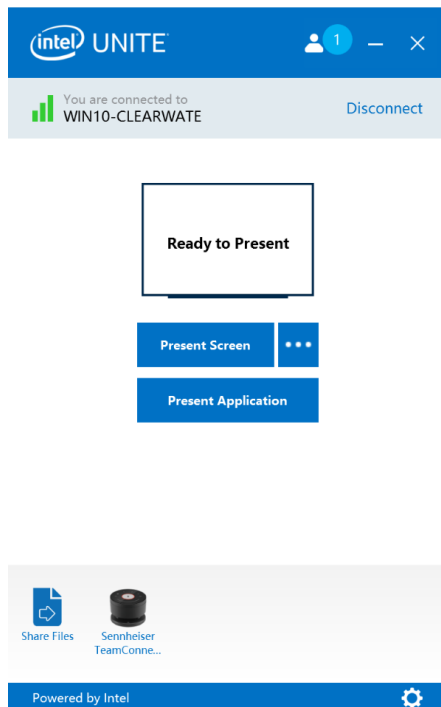 intel UNITE
1
You are connected to
WIN10-CLEARWATE
Disconnect
Ready to Present
Present Screen
Present Application
Share Files
Sennheiser
TeamConne...
Powered by Intel